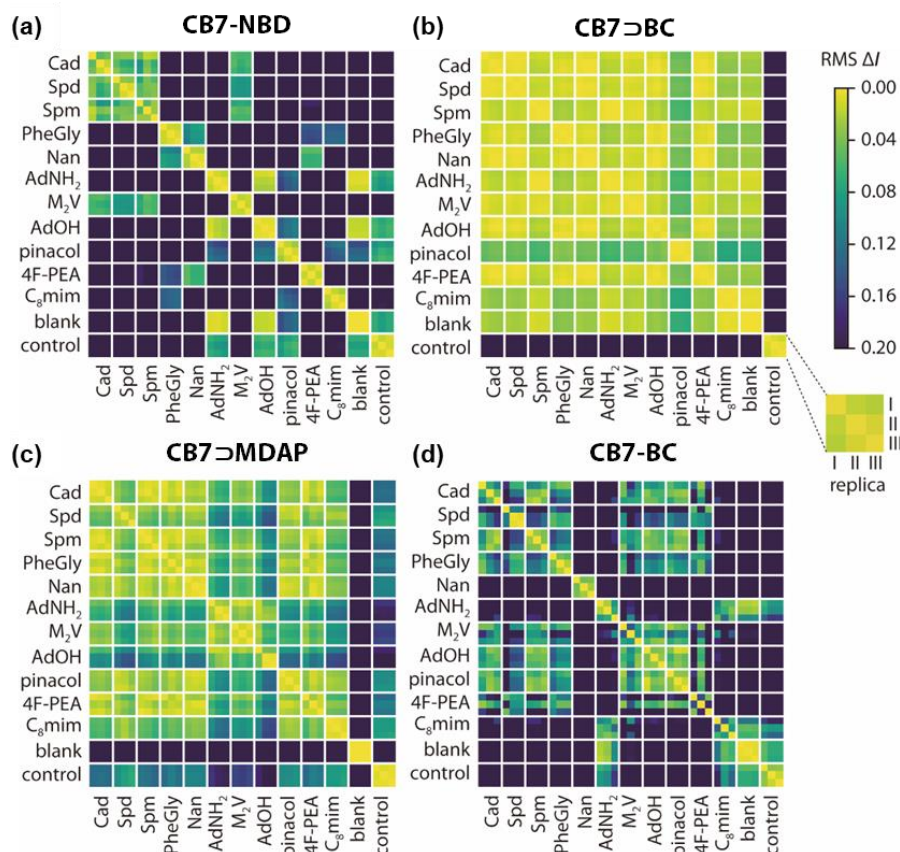 (a) CB7-NBD
Cad
Spd
Spm
PheGly
Nan
AdNH₂
M₂V
AdOH
pinacol
4F-PEA
C₈mim
blank
control
Cad
Spd
Spm
PheGly
Nan
AdNH₂
M₂V
AdOH
pinacol
4F-PEA
C₈mim
blank
control
(b) CB7⊃BC
Cad
Spd
Spm
PheGly
Nan
AdNH₂
M₂V
AdOH
pinacol
4F-PEA
C₈mim
blank
control
Cad
Spd
Spm
PheGly
Nan
AdNH₂
M₂V
AdOH
pinacol
4F-PEA
C₈mim
blank
control
RMS ΔI
0.00
0.04
0.08
0.12
0.16
0.20
I
II
III
I II III
replica
(c) CB7⊃MDAP
Cad
Spd
Spm
PheGly
Nan
AdNH₂
M₂V
AdOH
pinacol
4F-PEA
C₈mim
blank
control
Cad
Spd
Spm
PheGly
Nan
AdNH₂
M₂V
AdOH
pinacol
4F-PEA
C₈mim
blank
control
(d) CB7-BC
Cad
Spd
Spm
PheGly
Nan
AdNH₂
M₂V
AdOH
pinacol
4F-PEA
C₈mim
blank
control
Cad
Spd
Spm
PheGly
Nan
AdNH₂
M₂V
AdOH
pinacol
4F-PEA
C₈mim
blank
control